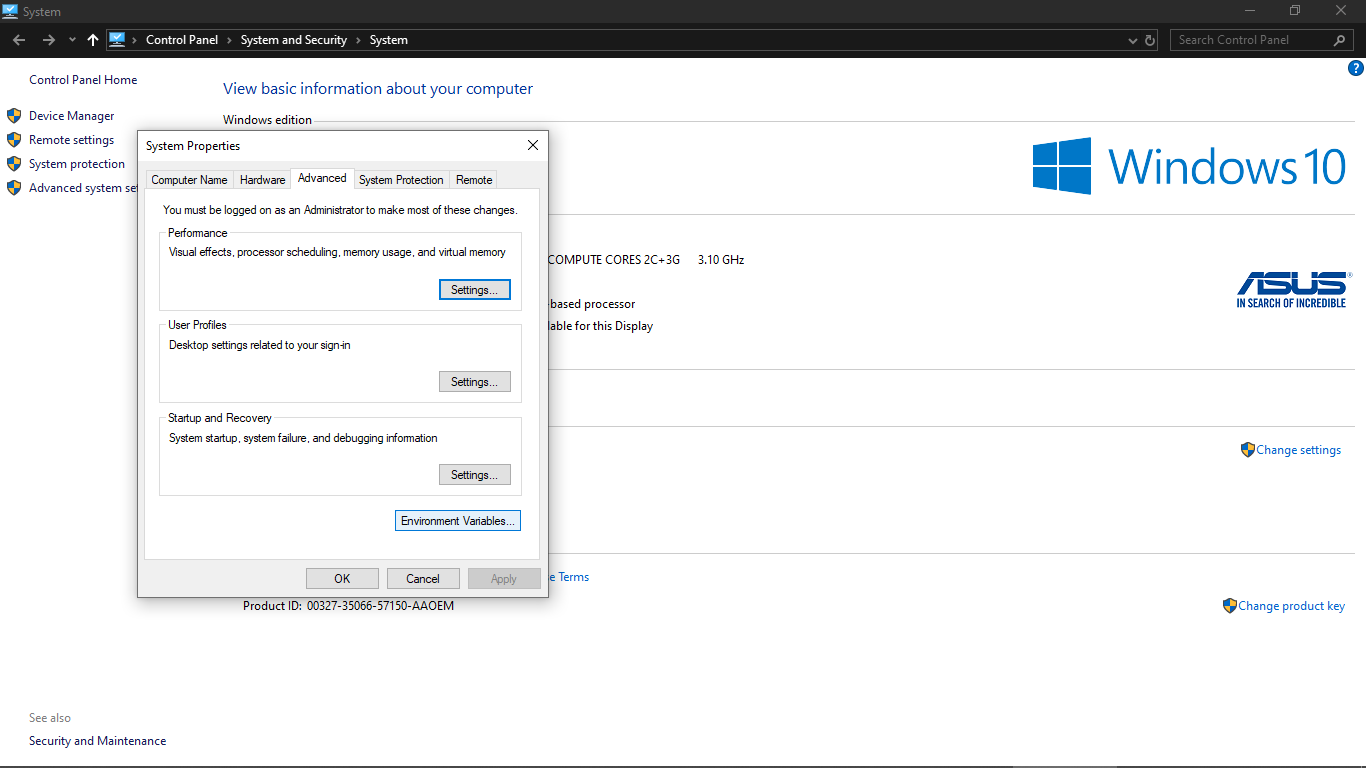 System
Control Panel > System and Security > System
Search Control Panel
Control Panel Home
Device Manager
Remote settings
System protection
Advanced system set
View basic information about your computer
Windows edition
Windows 10
System Properties
Computer Name
Hardware
Advanced
System Protection
Remote
You must be logged on as an Administrator to make most of these changes.
Performance
Visual effects, processor scheduling, memory usage, and virtual memory
Settings...
User Profiles
Desktop settings related to your sign-in
Settings...
Startup and Recovery
System startup, system failure, and debugging information
Settings...
Environment Variables...
OK
Cancel
Apply
COMPUTE CORES 2C+3G 3.10 GHz
-based processor
lable for this Display
ASUS
IN SEARCH OF INCREDIBLE
Change settings
e Terms
Product ID: 00327-35066-57150-AAOEM
Change product key
See also
Security and Maintenance